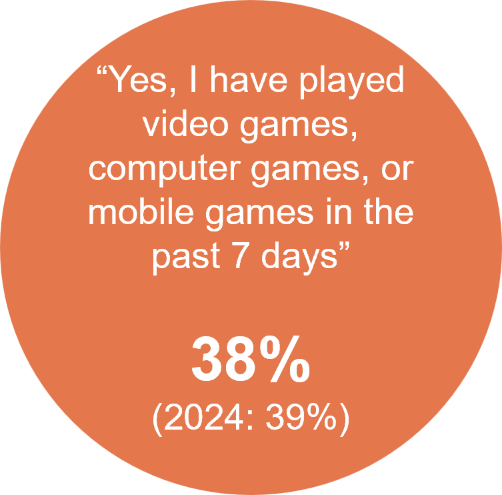 “Yes, I have played
video games,
computer games, or
mobile games in the
past 7 days”
38%
(2024: 39%)